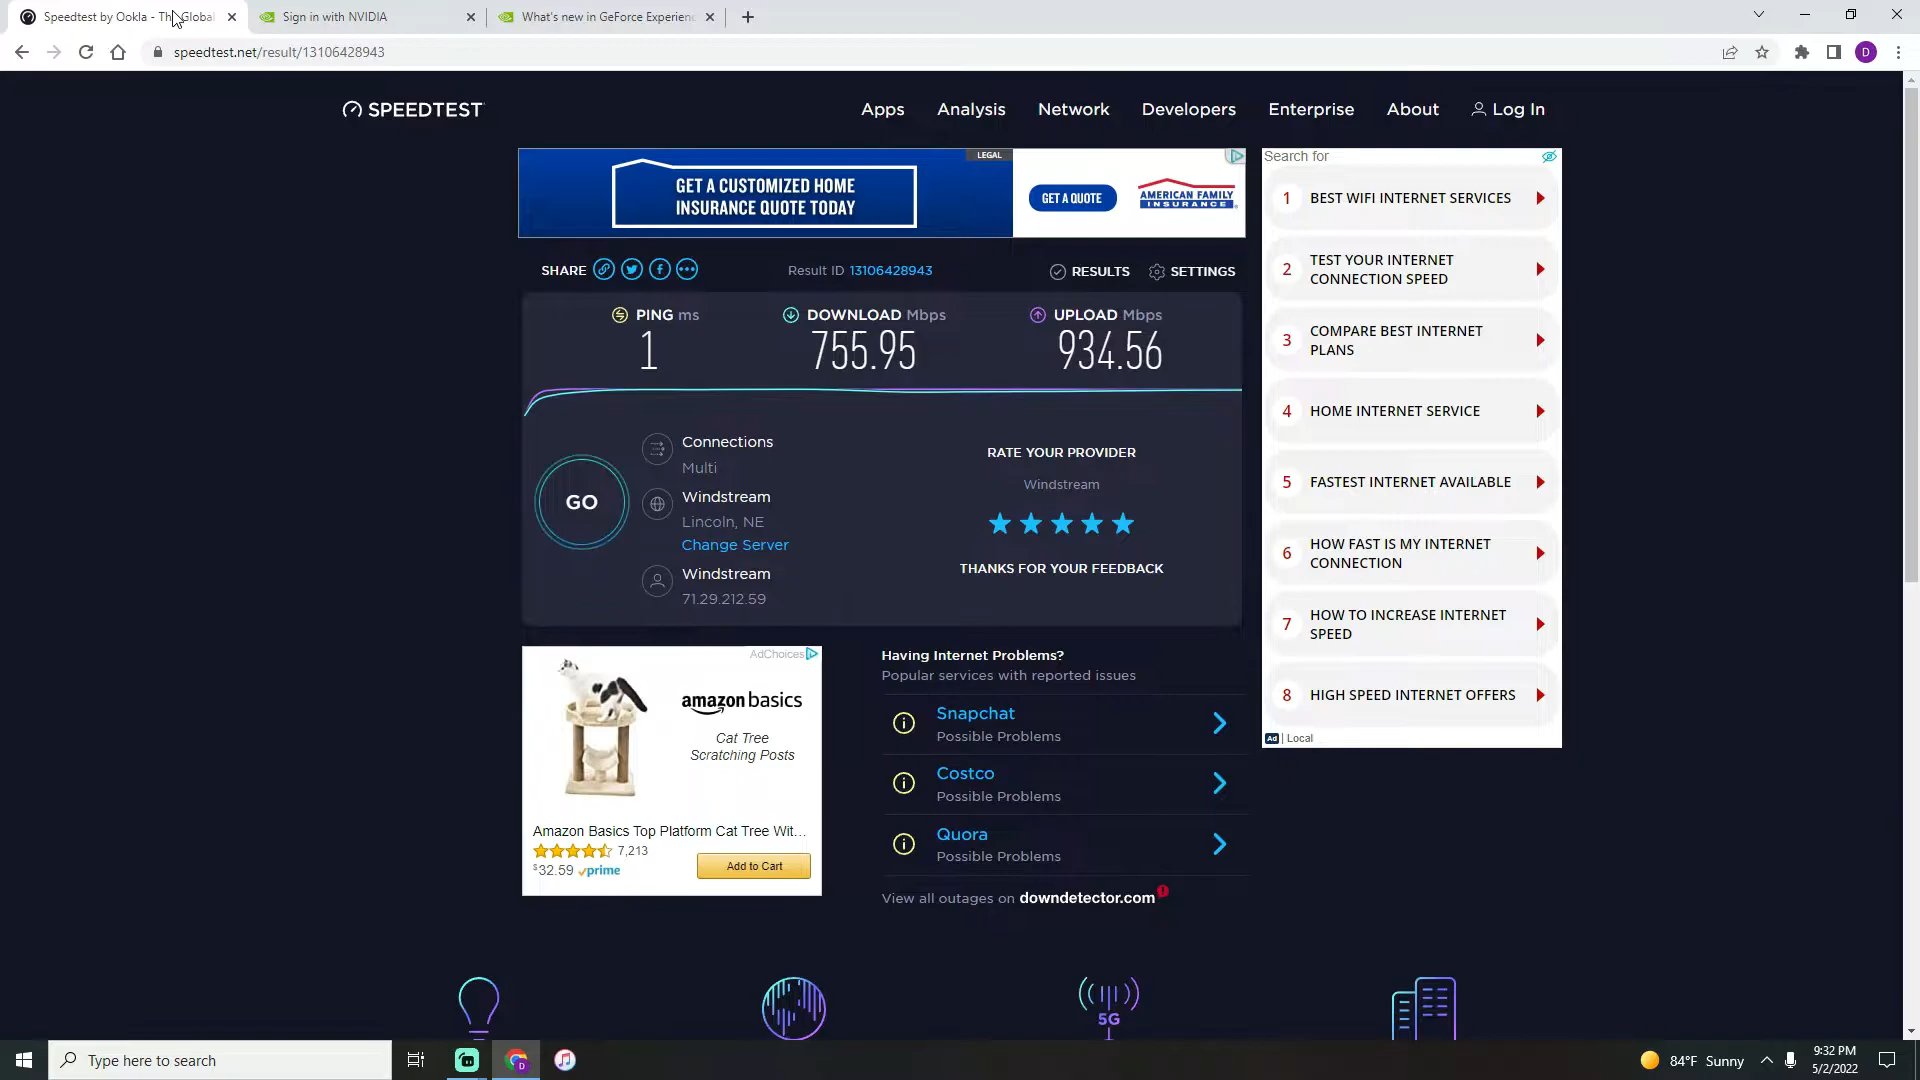 Speedtest by Ookla - The Global
Sign in with NVIDIA
What's new in GeForce Experienc
speedtest.net/result/13106428943
D
SPEEDTEST
Apps
Analysis
Network
Developers
Enterprise
About
Log In
LEGAL
GET A CUSTOMIZED HOME
INSURANCE QUOTE TODAY
GET A QUOTE
AMERICAN FAMILY
INSURANCE
SHARE
Result ID 13106428943
RESULTS
SETTINGS
PING ms
1
DOWNLOAD Mbps
755.95
UPLOAD Mbps
934.56
GO
Connections
Multi
Windstream
Lincoln, NE
Change Server
Windstream
71.29.212.59
RATE YOUR PROVIDER
Windstream
THANKS FOR YOUR FEEDBACK
Search for
1 BEST WIFI INTERNET SERVICES
2 TEST YOUR INTERNET
CONNECTION SPEED
3 COMPARE BEST INTERNET
PLANS
4 HOME INTERNET SERVICE
5 FASTEST INTERNET AVAILABLE
6 HOW FAST IS MY INTERNET
CONNECTION
7 HOW TO INCREASE INTERNET
SPEED
8 HIGH SPEED INTERNET OFFERS
Ad | Local
AdChoices
amazon basics
Cat Tree
Scratching Posts
Amazon Basics Top Platform Cat Tree Wit...
7,213
$32.59 prime
Add to Cart
Having Internet Problems?
Popular services with reported issues
Snapchat
Possible Problems
Costco
Possible Problems
Quora
Possible Problems
View all outages on downdetector.com
5G
Type here to search
D
84°F Sunny
9:32 PM
5/2/2022